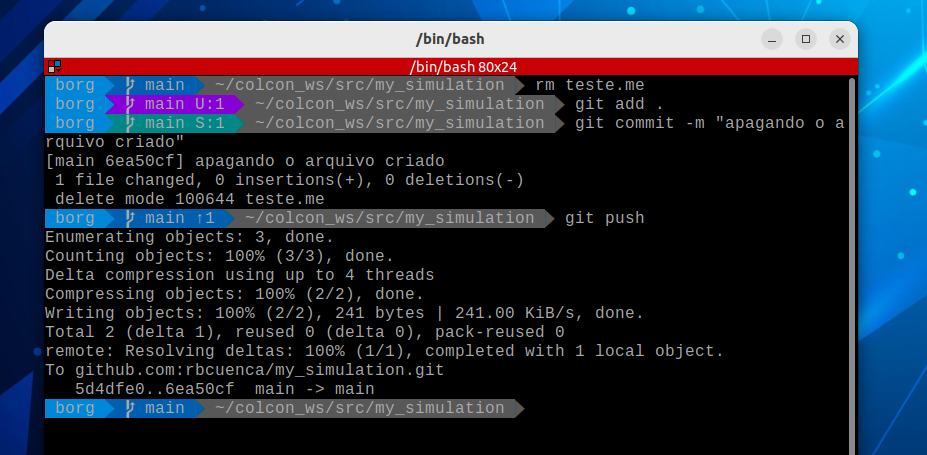 /bin/bash
/bin/bash 80x24
borg main ~/colcon_ws/src/my_simulation rm teste.me
borg main U:1 ~/colcon_ws/src/my_simulation git add .
borg main S:1 ~/colcon_ws/src/my_simulation git commit -m "apagando o a
rquivo criado"
[main 6ea50cf] apagando o arquivo criado
1 file changed, 0 insertions(+), 0 deletions(-)
delete mode 100644 teste.me
borg main ↑1 ~/colcon_ws/src/my_simulation git push
Enumerating objects: 3, done.
Counting objects: 100% (3/3), done.
Delta compression using up to 4 threads
Compressing objects: 100% (2/2), done.
Writing objects: 100% (2/2), 241 bytes | 241.00 KiB/s, done.
Total 2 (delta 1), reused 0 (delta 0), pack-reused 0
remote: Resolving deltas: 100% (1/1), completed with 1 local object.
To github.com:rbcuenca/my_simulation.git
5d4dfe0..6ea50cf main -> main
borg main ~/colcon_ws/src/my_simulation